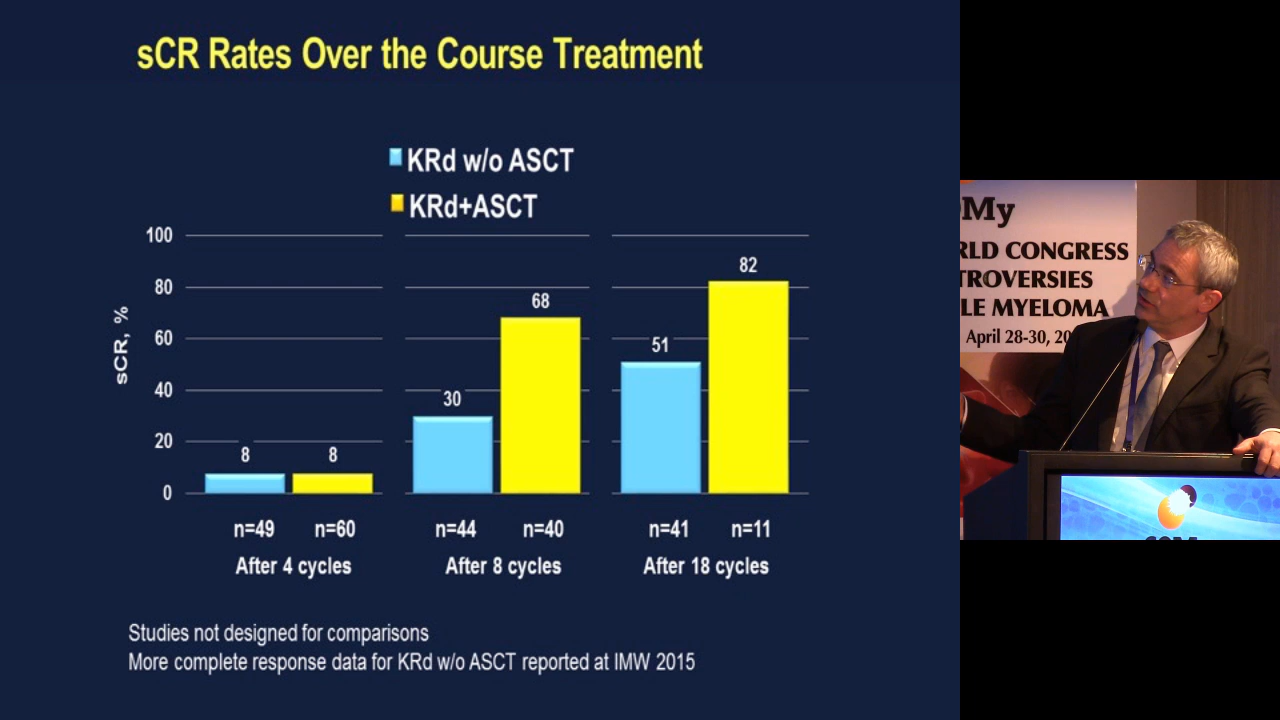 sCR Rates Over the Course Treatment
KRd w/o ASCT
KRd+ASCT
sCR, %
100
80
60
40
20
0
8
8
30
68
51
82
n=49
n=60
n=44
n=40
n=41
n=11
After 4 cycles
After 8 cycles
After 18 cycles
Studies not designed for comparisons
More complete response data for KRd w/o ASCT reported at IMW 2015
My
RLD CONGRESS
TROVERSIES
LE MYELOMA
April 28-30, 20